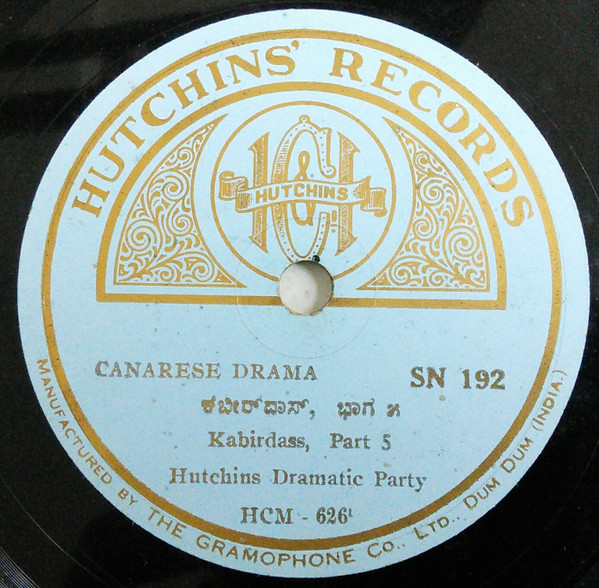 HUTCHINS' RECORDS
HUTCHINS
CANARESE DRAMA
SN 192
ಕಬೀರ್‌ದಾಸ್, ಭಾಗ ೫
Kabirdass, Part 5
Hutchins Dramatic Party
HCM - 626¹
MANUFACTURED BY THE GRAMOPHONE CO., LTD., DUM DUM (INDIA.)